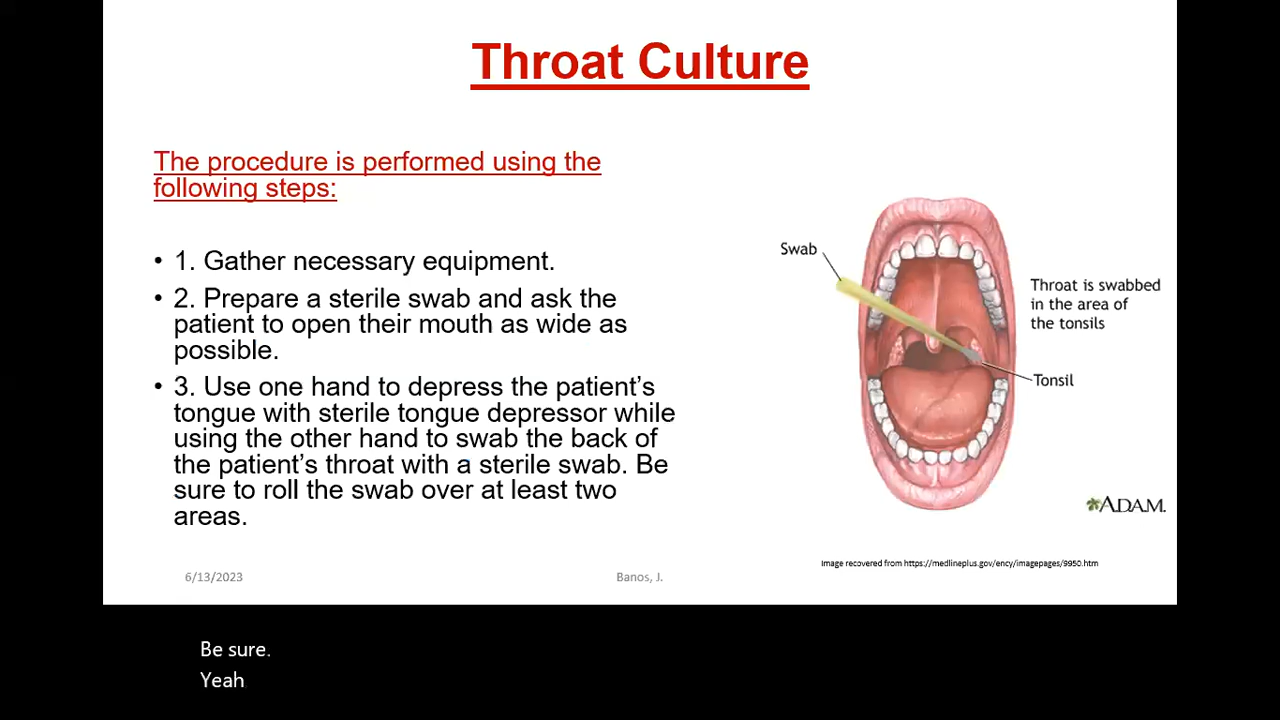 Throat Culture
The procedure is performed using the
following steps:
• 1. Gather necessary equipment.
• 2. Prepare a sterile swab and ask the
patient to open their mouth as wide as
possible.
• 3. Use one hand to depress the patient’s
tongue with sterile tongue depressor while
using the other hand to swab the back of
the patient’s throat with a sterile swab. Be
sure to roll the swab over at least two
areas.
Swab
Throat is swabbed
in the area of
the tonsils
Tonsil
ADAM.
Image recovered from https://medlineplus.gov/ency/imagepages/9950.htm
6/13/2023
Banos, J.
Be sure.
Yeah